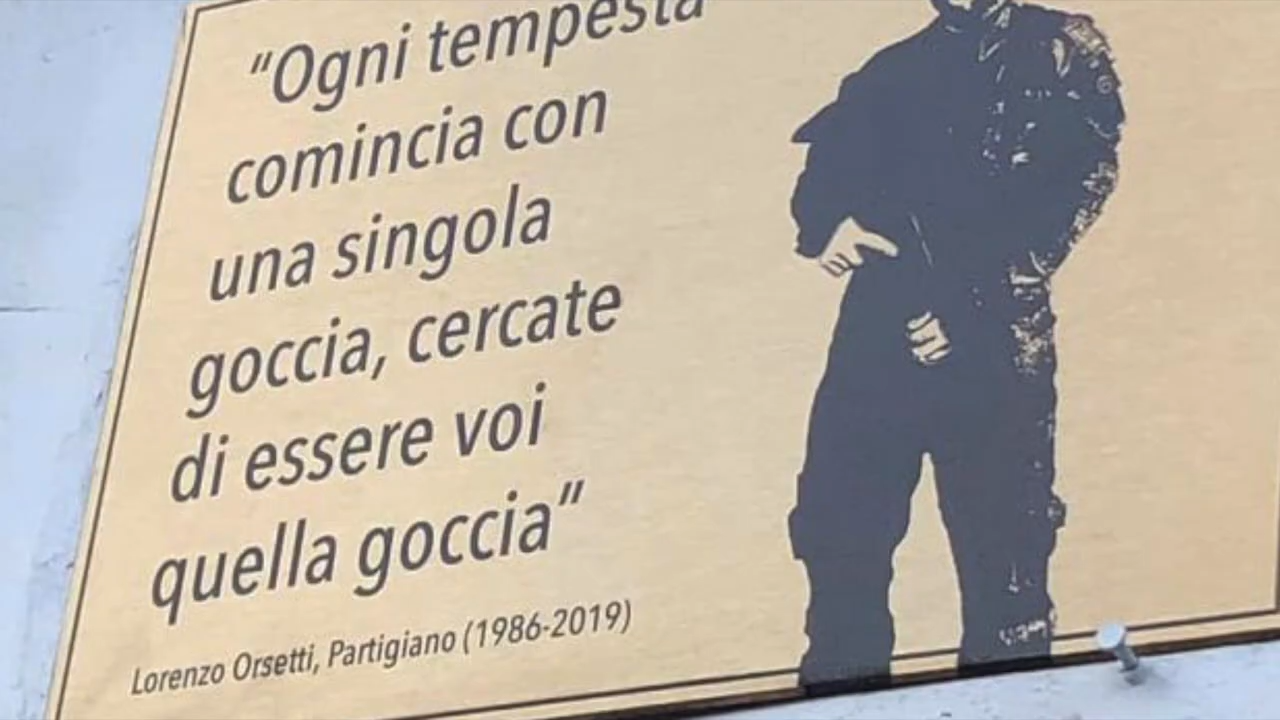 “Ogni tempesta
comincia con
una singola
goccia, cercate
di essere voi
quella goccia”
Lorenzo Orsetti, Partigiano (1986-2019)